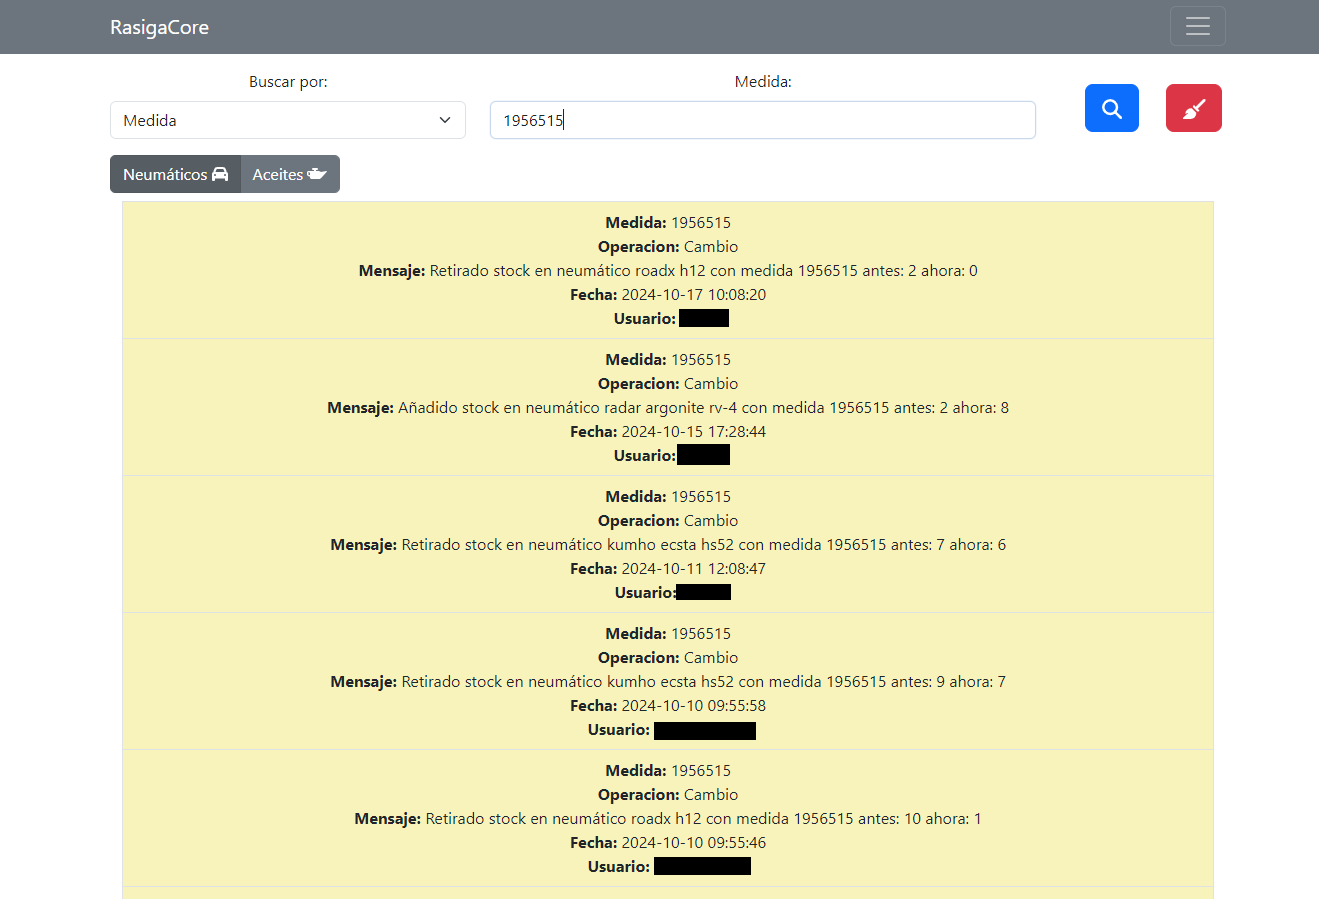 RasigaCore
Buscar por:
Medida:
Medida
1956515
Neumáticos
Aceites
Medida: 1956515
Operacion: Cambio
Mensaje: Retirado stock en neumático roadx h12 con medida 1956515 antes: 2 ahora: 0
Fecha: 2024-10-17 10:08:20
Usuario:
Medida: 1956515
Operacion: Cambio
Mensaje: Añadido stock en neumático radar argonite rv-4 con medida 1956515 antes: 2 ahora: 8
Fecha: 2024-10-15 17:28:44
Usuario:
Medida: 1956515
Operacion: Cambio
Mensaje: Retirado stock en neumático kumho ecsta hs52 con medida 1956515 antes: 7 ahora: 6
Fecha: 2024-10-11 12:08:47
Usuario:
Medida: 1956515
Operacion: Cambio
Mensaje: Retirado stock en neumático kumho ecsta hs52 con medida 1956515 antes: 9 ahora: 7
Fecha: 2024-10-10 09:55:58
Usuario:
Medida: 1956515
Operacion: Cambio
Mensaje: Retirado stock en neumático roadx h12 con medida 1956515 antes: 10 ahora: 1
Fecha: 2024-10-10 09:55:46
Usuario: